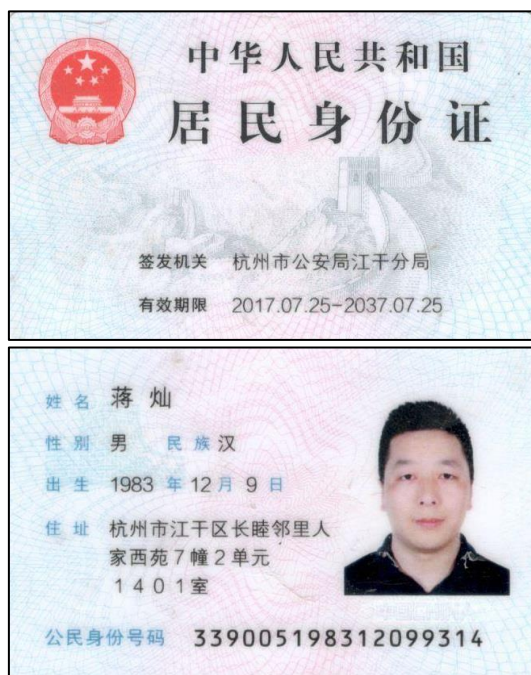 中华人民共和国
居民身份证
签发机关 杭州市公安局江干分局
有效期限 2017.07.25-2037.07.25
姓名 蒋灿
性别 男 民族 汉
出生 1983 年 12 月 9 日
住址 杭州市江干区长睦邻里人
家西苑7幢2单元
1401室
公民身份号码 339005198312099314